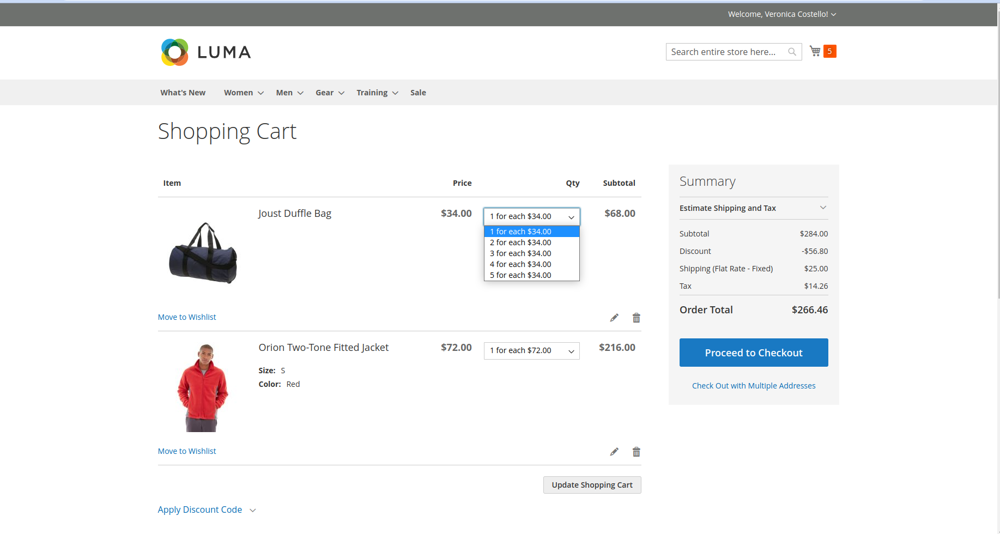 Welcome, Veronica Costello!
LUMA
Search entire store here...
5
What's New Women Men Gear Training Sale
Shopping Cart
Item Price Qty Subtotal
Joust Duffle Bag $34.00 1 for each $34.00 $68.00
1 for each $34.00
2 for each $34.00
3 for each $34.00
4 for each $34.00
5 for each $34.00
Move to Wishlist
Orion Two-Tone Fitted Jacket $72.00 1 for each $72.00 $216.00
Size: S
Color: Red
Move to Wishlist
Update Shopping Cart
Apply Discount Code
Summary
Estimate Shipping and Tax
Subtotal $284.00
Discount -$56.80
Shipping (Flat Rate - Fixed) $25.00
Tax $14.26
Order Total $266.46
Proceed to Checkout
Check Out with Multiple Addresses